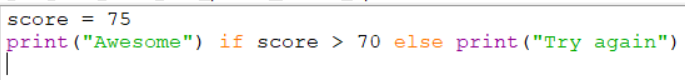 score = 75
print("Awesome") if score > 70 else print("Try again")